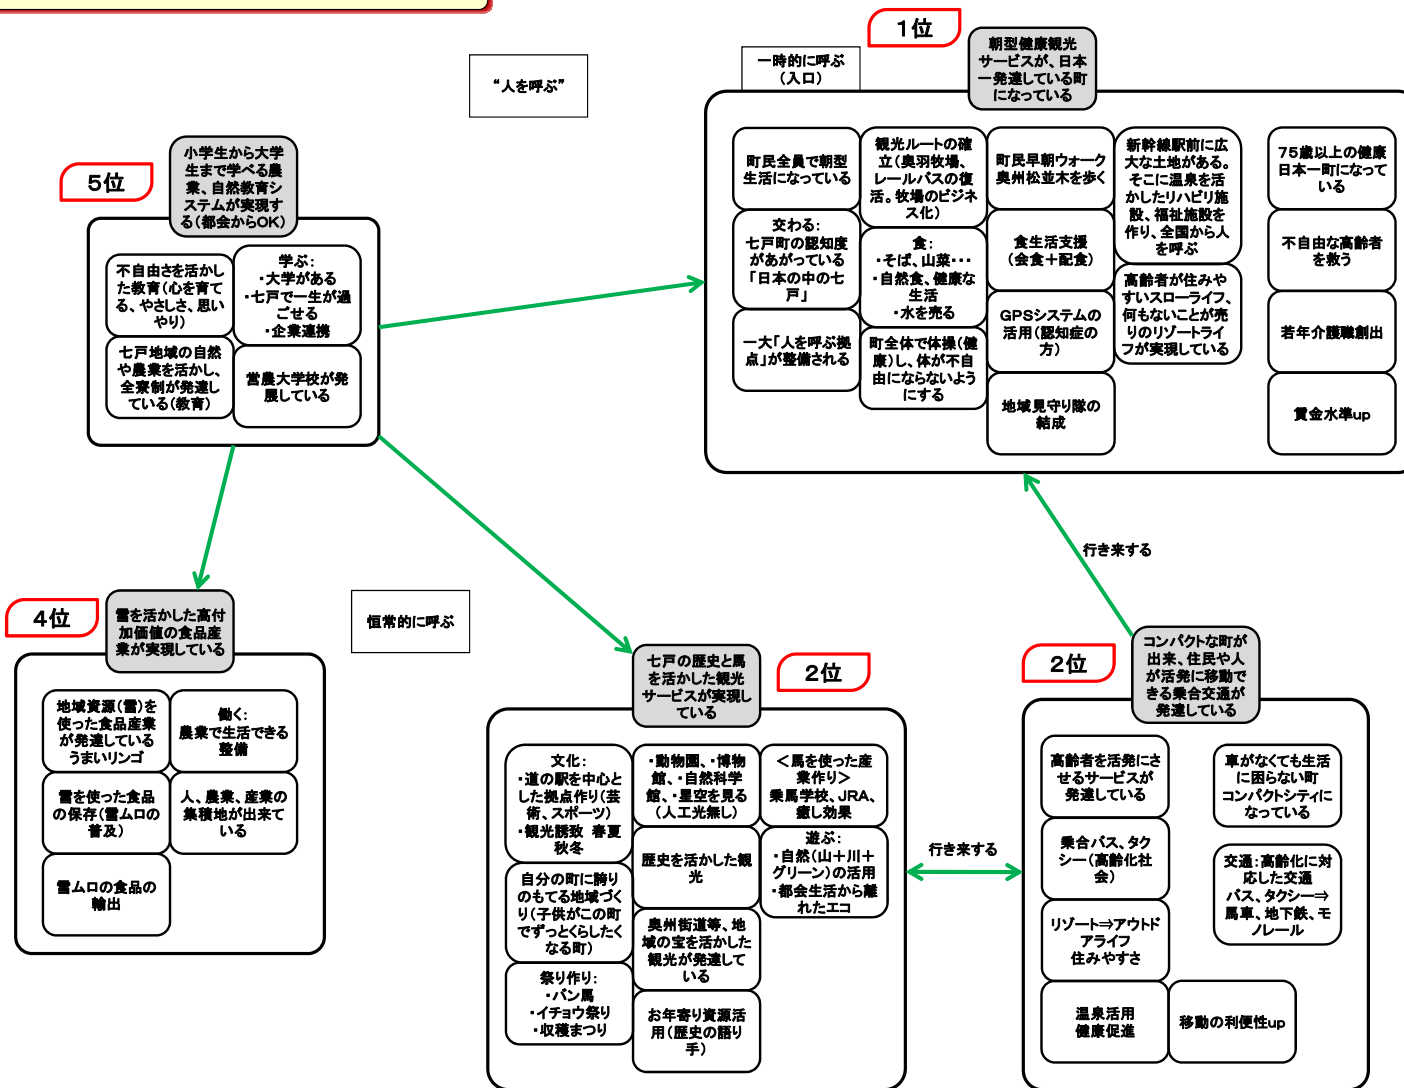 1位
朝型健康観光
サービスが、日本
一発達している町
になっている
一時的に呼ぶ
（入口）
“人を呼ぶ”
町民全員で朝型
生活になっている
交わる：
七戸町の認知度
があがっている
「日本の中の七
戸」
一大「人を呼ぶ拠
点」が整備される
観光ルートの確
立（奥羽牧場、
レールバスの復
活。牧場のビジネ
ス化）
食：
・そば、山菜・・・
・自然食、健康な
生活
・水を売る
町全体で体操（健
康）し、体が不自
由にならないよう
にする
町民早朝ウォーク
奥州松並木を歩く
食生活支援
（会食＋配食）
GPSシステムの
活用（認知症の
方）
地域見守り隊の
結成
新幹線駅前に広
大な土地がある。
そこに温泉を活
かしたリハビリ施
設、福祉施設を
作り、全国から人
を呼ぶ
高齢者が住みや
すいスローライフ、
何もないことが売
りのリゾートライ
フが実現している
75歳以上の健康
日本一町になって
いる
不自由な高齢者
を救う
若年介護職創出
賃金水準up
5位
小学生から大学
生まで学べる農
業、自然教育シ
ステムが実現す
る（都会からOK）
不自由さを活かし
た教育（心を育て
る、やさしさ、思い
やり）
七戸地域の自然
や農業を活かし、
全寮制が発達し
ている（教育）
学ぶ：
・大学がある
・七戸で一生が過
ごせる
・企業連携
営農大学校が発
展している
行き来する
4位
雪を活かした高付
加価値の食品産
業が実現している
地域資源（雪）を
使った食品産業
が発達している
うまいリンゴ
雪を使った食品
の保存（雪ムロの
普及）
雪ムロの食品の
輸出
働く：
農業で生活できる
整備
人、農業、産業の
集積地が出来て
いる
恒常的に呼ぶ
2位
七戸の歴史と馬
を活かした観光
サービスが実現し
ている
文化：
・道の駅を中心と
した拠点作り（芸
術、スポーツ）
・観光誘致 春夏
秋冬
自分の町に誇り
のもてる地域づく
り（子供がこの町
でずっとくらしたく
なる町）
祭り作り：
・バン馬
・イチョウ祭り
・収穫まつり
・動物園、・博物
館、・自然科学
館、・星空を見る
（人工光無し）
歴史を活かした観
光
奥州街道等、地
域の宝を活かした
観光が発達して
いる
お年寄り資源活
用（歴史の語り
手）
＜馬を使った産
業作り＞
乗馬学校、JRA、
癒し効果
遊ぶ：
・自然（山＋川＋
グリーン）の活用
・都会生活から離
れたエコ
行き来する
2位
コンパクトな町が
出来、住民や人
が活発に移動で
きる乗合交通が
発達している
高齢者を活発にさ
せるサービスが
発達している
乗合バス、タク
シー（高齢化社
会）
リゾート⇒アウトド
アライフ
住みやすさ
温泉活用
健康促進
移動の利便性up
車がなくても生活
に困らない町
コンパクトシティに
なっている
交通：高齢化に対
応した交通
バス、タクシー⇒
馬車、地下鉄、モ
ノレール